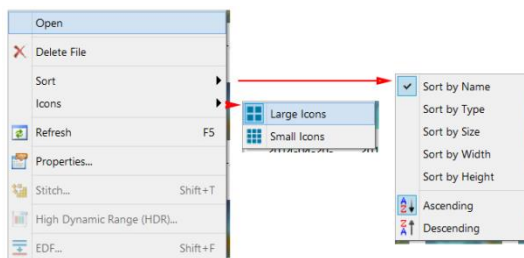 Open
Delete File
Sort
Icons
Refresh F5
Properties...
Stitch... Shift+T
High Dynamic Range (HDR)...
EDF... Shift+F
Large Icons
Small Icons
Sort by Name
Sort by Type
Sort by Size
Sort by Width
Sort by Height
Ascending
Descending